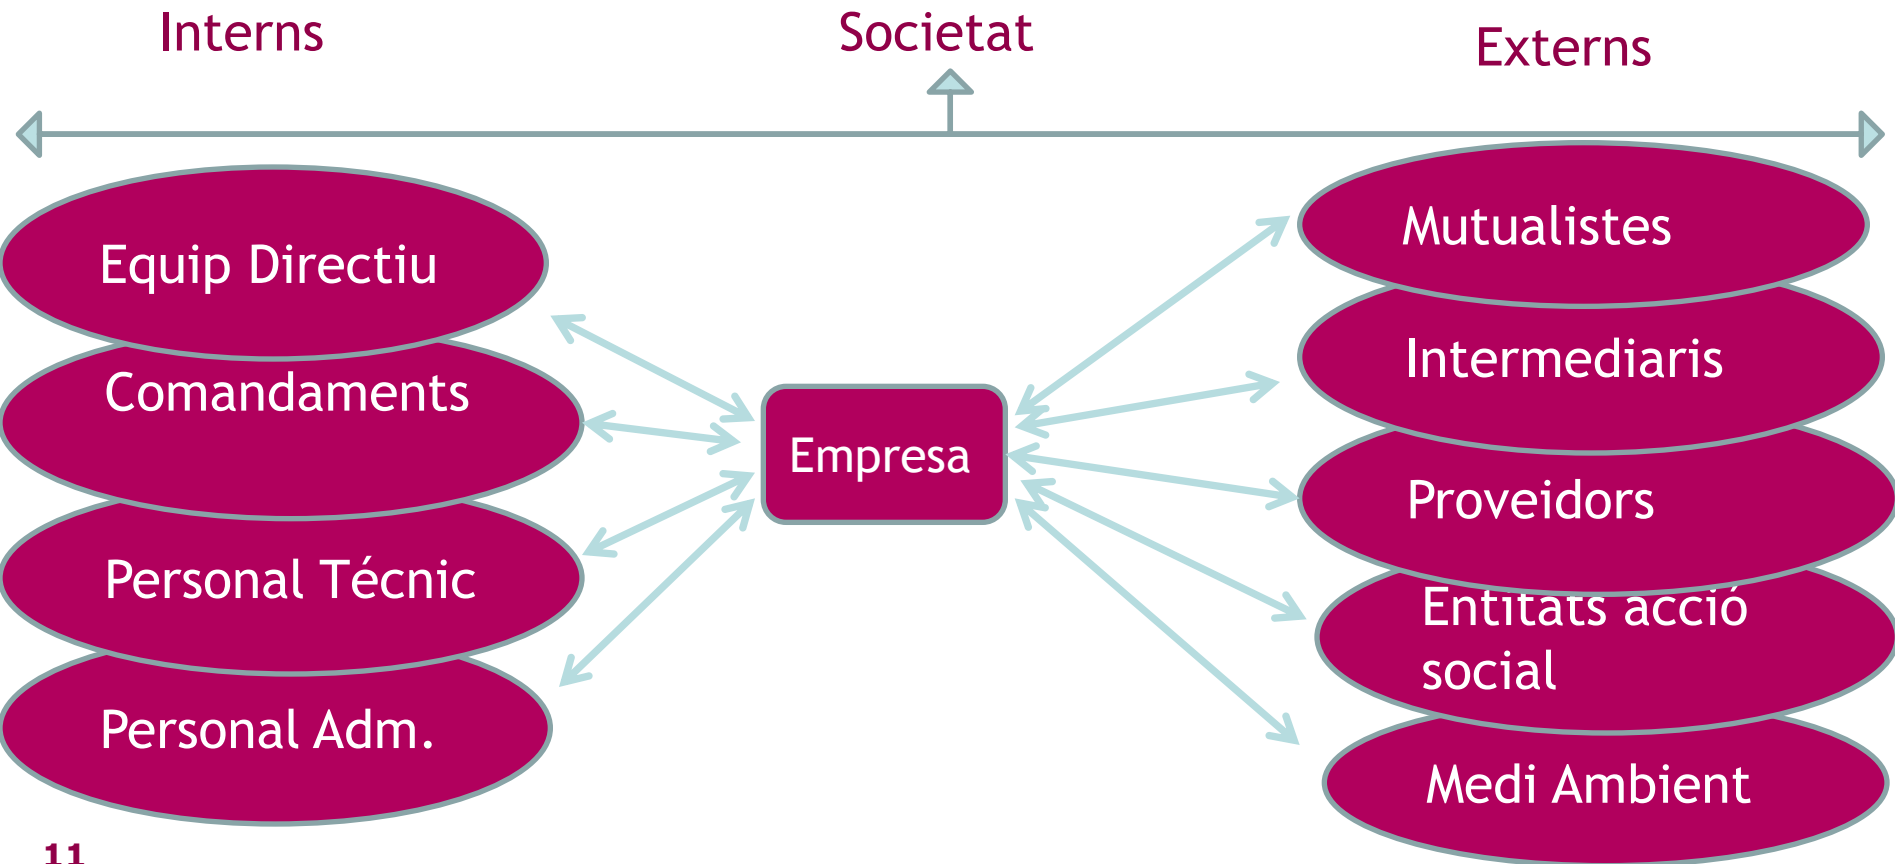 Interns
Societat
Externs
Equip Directiu
Comandaments
Personal Técnic
Personal Adm.
Empresa
Mutualistes
Intermediaris
Proveidors
Entitats acció
social
Medi Ambient
11